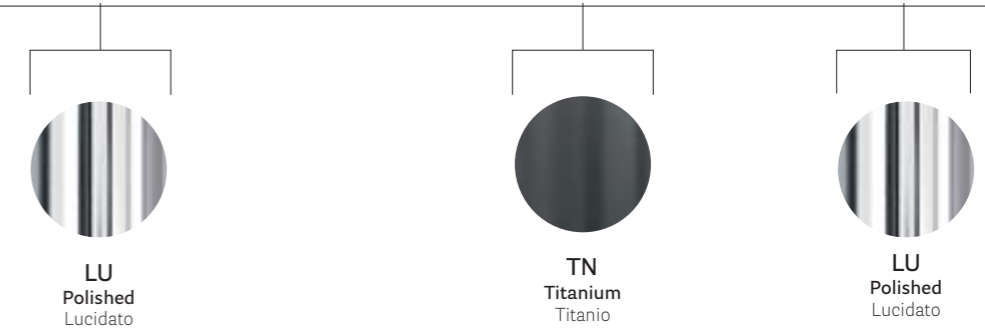 LU
Polished
Lucidato
TN
Titanium
Titanio
LU
Polished
Lucidato